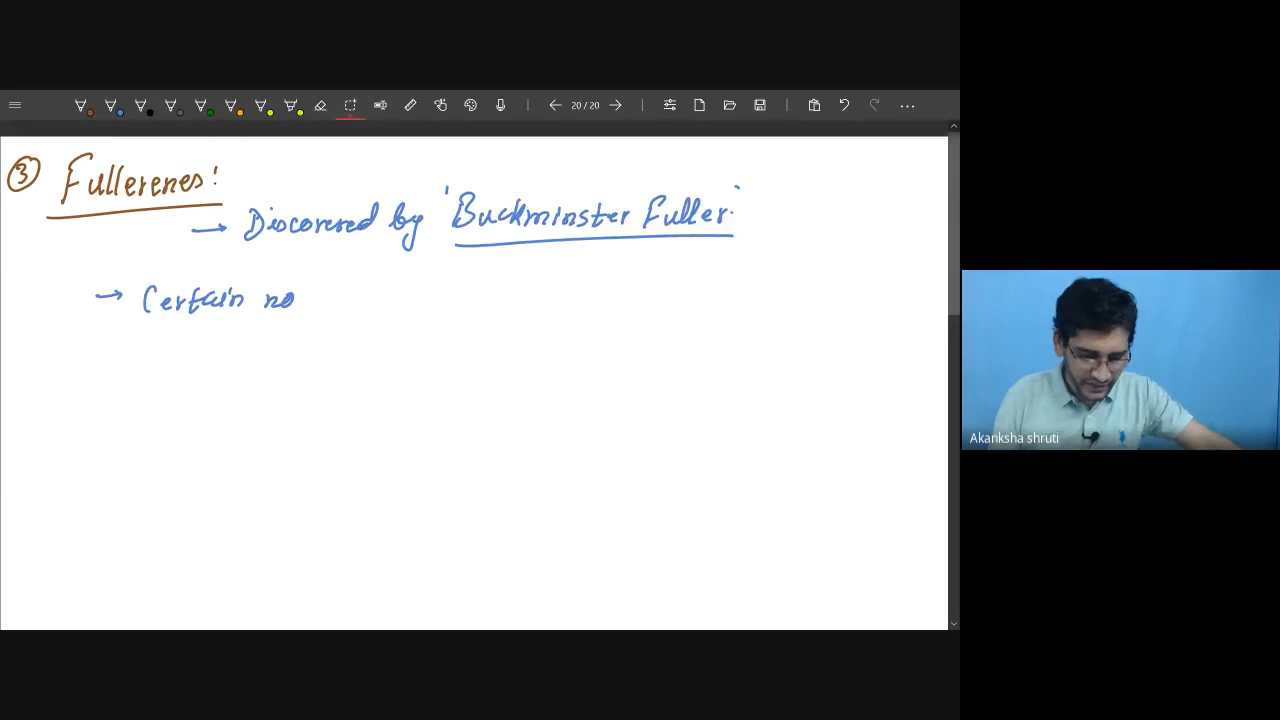 20 / 20
③ Fullerenes:
→ Discovered by 'Buckminster Fuller.'
→ Certain no
Akanksha shruti